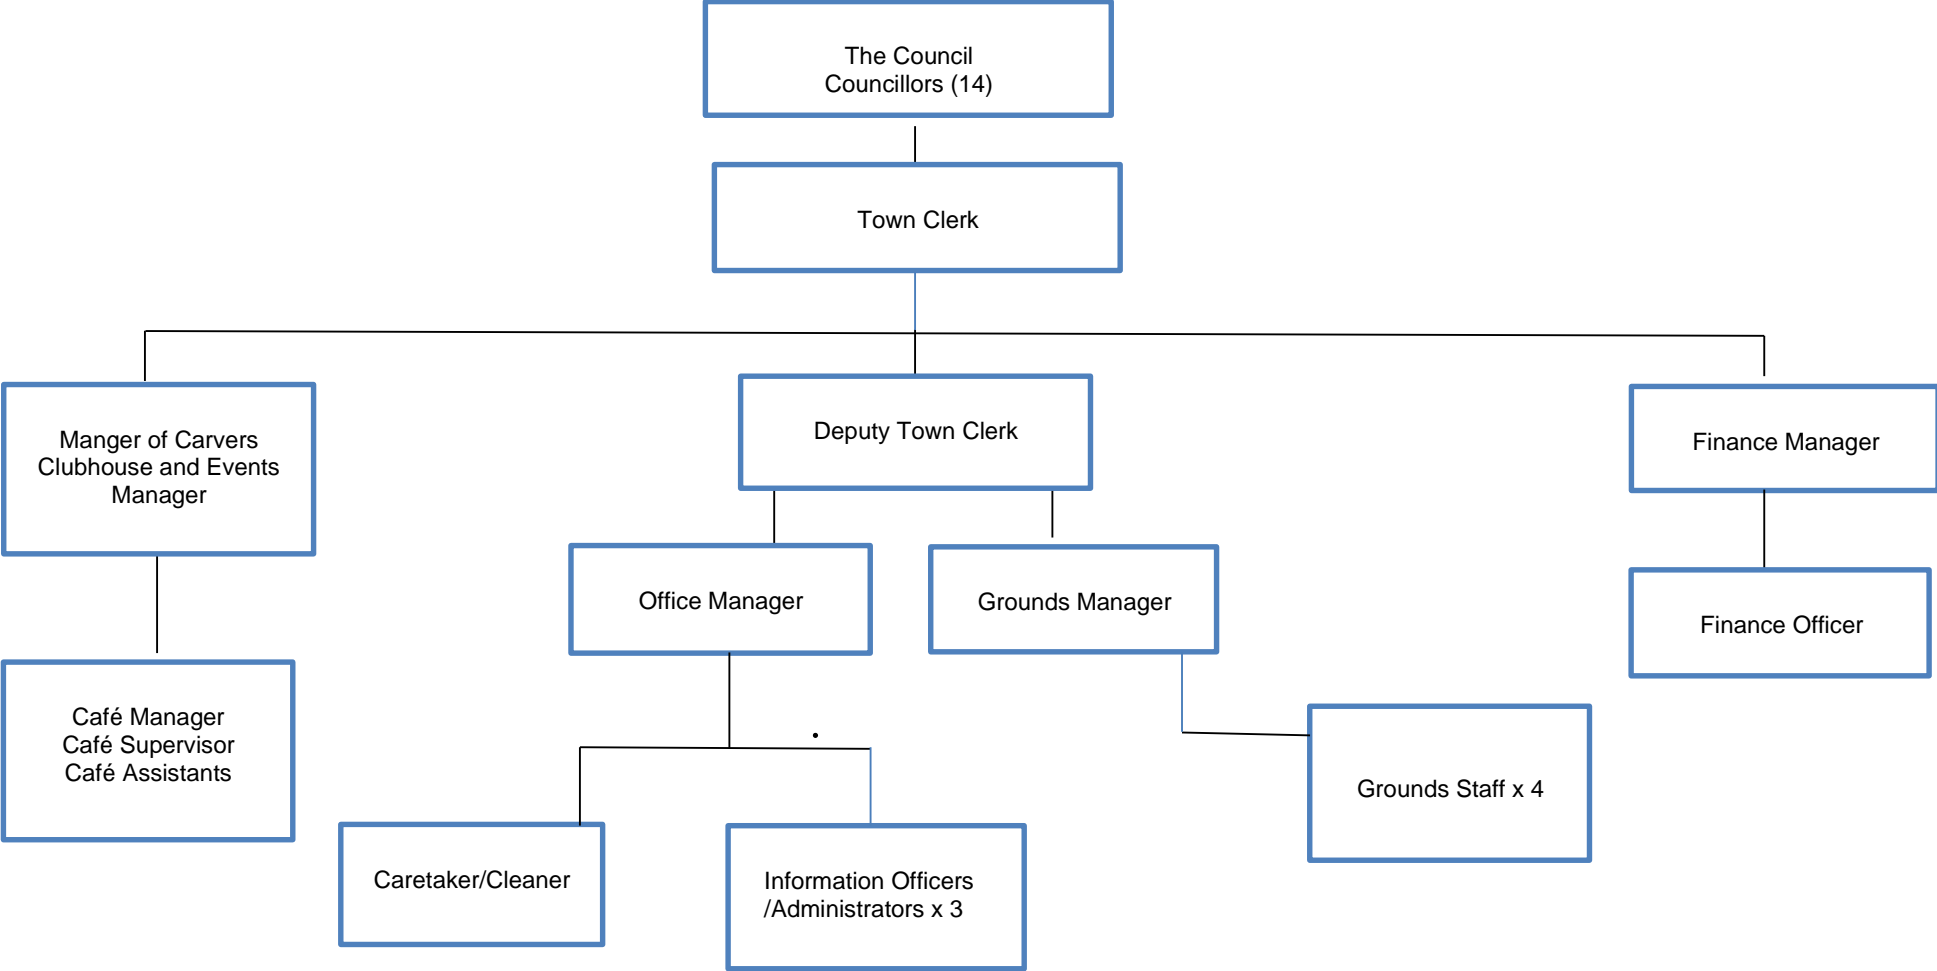 The Council
Councillors (14)
Town Clerk
Manger of Carvers
Clubhouse and Events
Manager
Deputy Town Clerk
Finance Manager
Office Manager
Grounds Manager
Finance Officer
Café Manager
Café Supervisor
Café Assistants
Grounds Staff x 4
Caretaker/Cleaner
Information Officers
/Administrators x 3